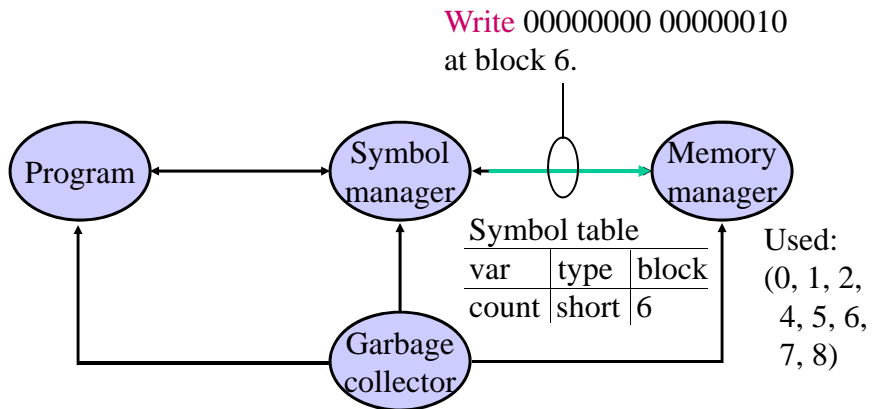 Write 00000000 00000010
at block 6.
Program
Symbol
manager
Memory
manager
Symbol table
var type block
count short 6
Used:
(0, 1, 2,
4, 5, 6,
7, 8)
Garbage
collector